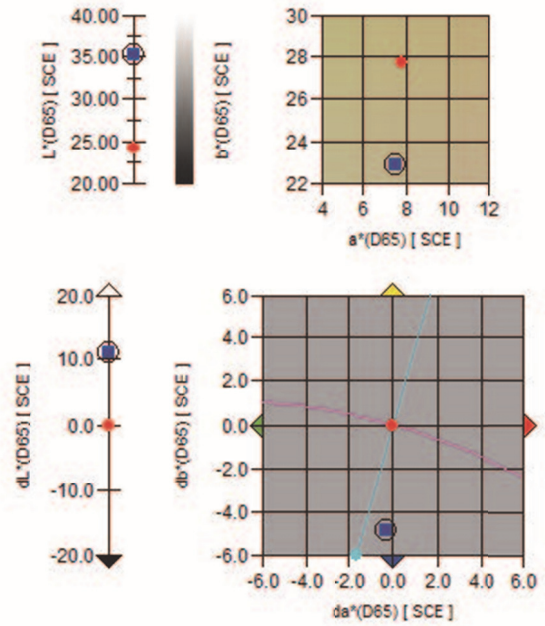 40.00
35.00
30.00
25.00
20.00
L*(D65) [ SCE ]
30
28
26
24
22
b*(D65) [ SCE ]
4 6 8 10 12
a*(D65) [ SCE ]
20.0
10.0
0.0
-10.0
-20.0
dL*(D65) [ SCE ]
6.0
4.0
2.0
0.0
-2.0
-4.0
-6.0
db*(D65) [ SCE ]
-6.0 -4.0 -2.0 0.0 2.0 4.0 6.0
da*(D65) [ SCE ]